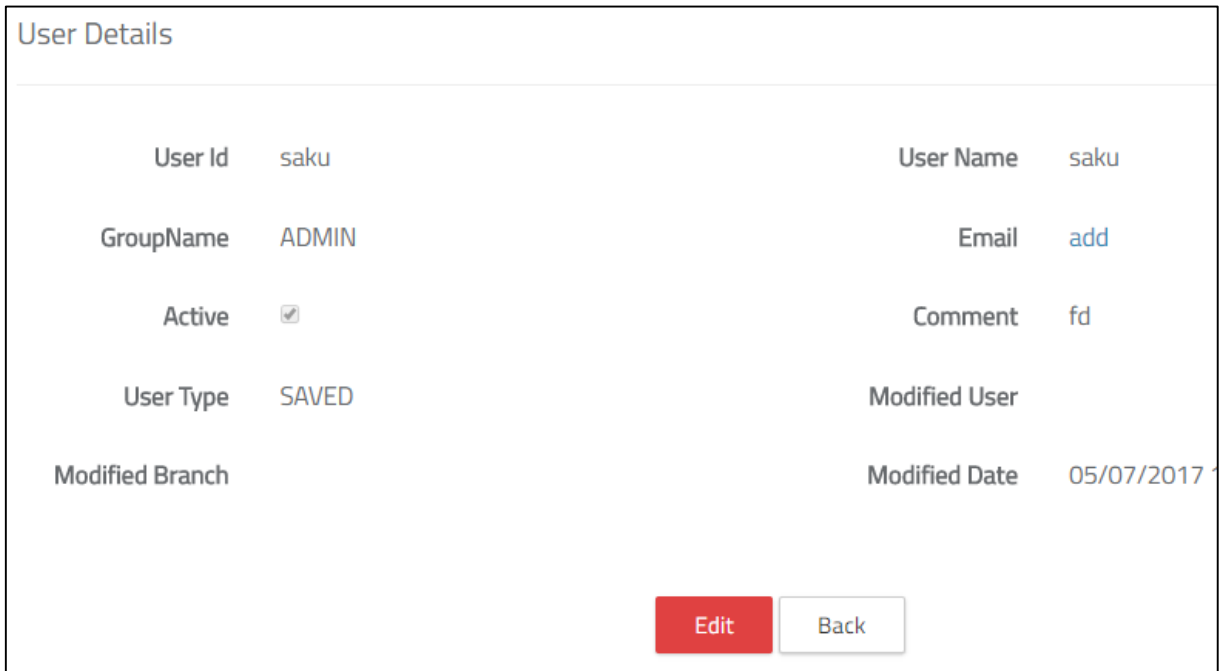 User Details
User Id saku User Name saku
GroupName ADMIN Email add
Active Comment fd
User Type SAVED Modified User
Modified Branch Modified Date 05/07/2017
Edit Back